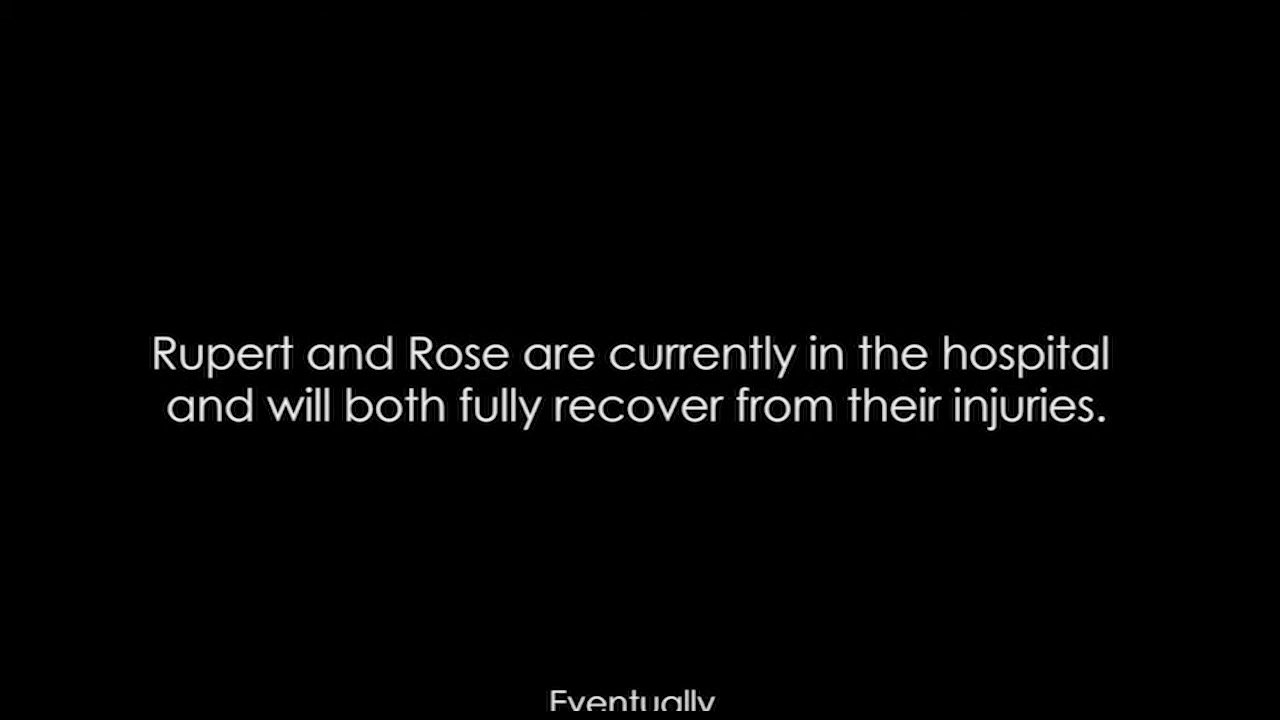 Rupert and Rose are currently in the hospital
and will both fully recover from their injuries.
Eventually